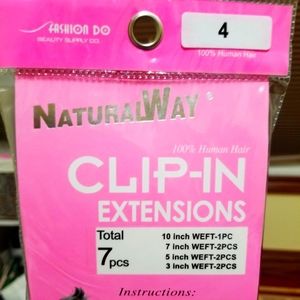 FASHION DO
BEAUTY SUPPLY CO.
4
100% Human Hair
NATURALWAY®
100% Human Hair
CLIP-IN
EXTENSIONS
Total
7pcs
10 inch WEFT-1PC
7 inch WEFT-2PCS
5 inch WEFT-2PCS
3 inch WEFT-2PCS
Instructions: